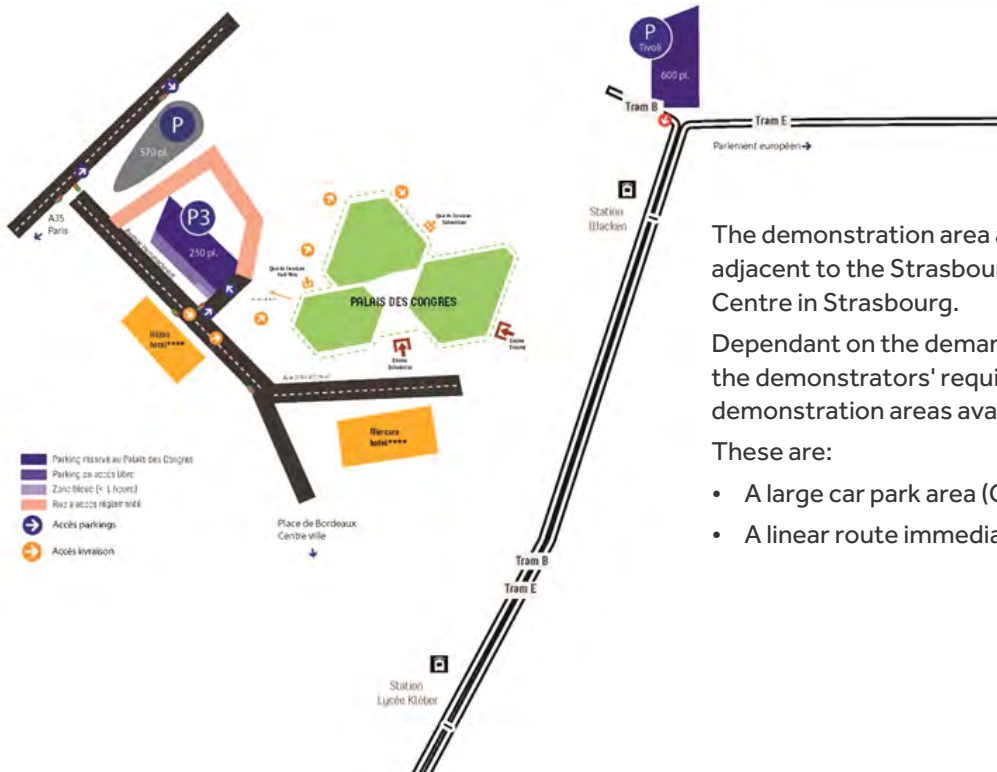 P
Tivoli
600 pl.
Tram B
Tram E
Parlement européen
P
570 pl.
Station
Wacken
A35
Paris
P3
250 pl.
PALAIS DES CONGRES
Hilton
hotel****
Entrée
Entrée
Mercure
hotel****
The demonstration area a
adjacent to the Strasbour
Centre in Strasbourg.
Dependant on the deman
the demonstrators' requi
demonstration areas ava
These are:
• A large car park area (
• A linear route immedia
Parking réservé au Palais des Congres
Parking en accès libre
Zone bleue (< 1 heure)
Rue à accès réglementé
Accès parkings
Accès livraison
Place de Bordeaux
Centre ville
Tram B
Tram E
Station
Lycée Kléber